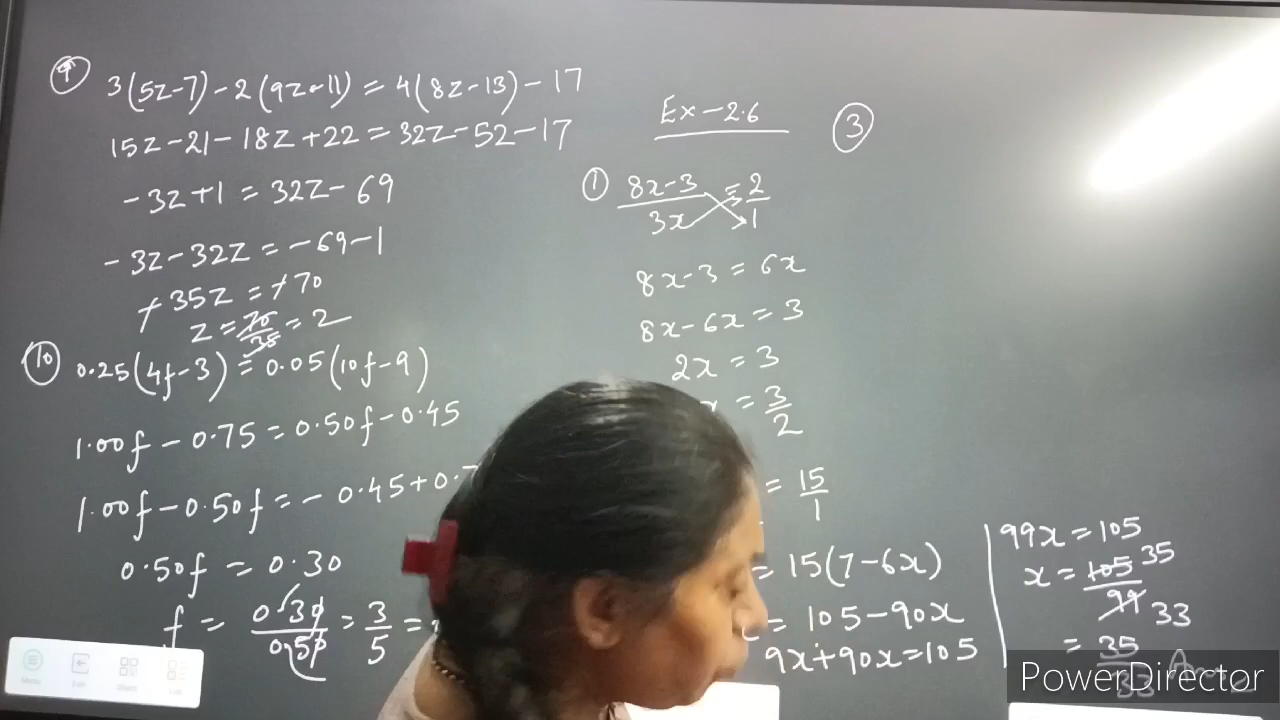 9 3(5z-7)-2(9z-11) = 4(8z-13)-17
15z-21-18z+22 = 32z-52-17
-3z+1 = 32z-69
-3z-32z = -69-1
+35z = +70
z = 70/35 = 2
10 0.25(4f-3) = 0.05(10f-9)
1.00f - 0.75 = 0.50f - 0.45
1.00f - 0.50f = - 0.45 + 0.7
0.50f = 0.30
f = 0.30/0.50 = 3/5 =
Ex-2.6
1 8x-3/3x = 2/1
8x-3 = 6x
8x-6x = 3
2x = 3
x = 3/2
= 15/1
= 15(7-6x)
= 105-90x
9x+90x=105
3
99x = 105
x = 105/99 35/33
= 35/33
PowerDirector